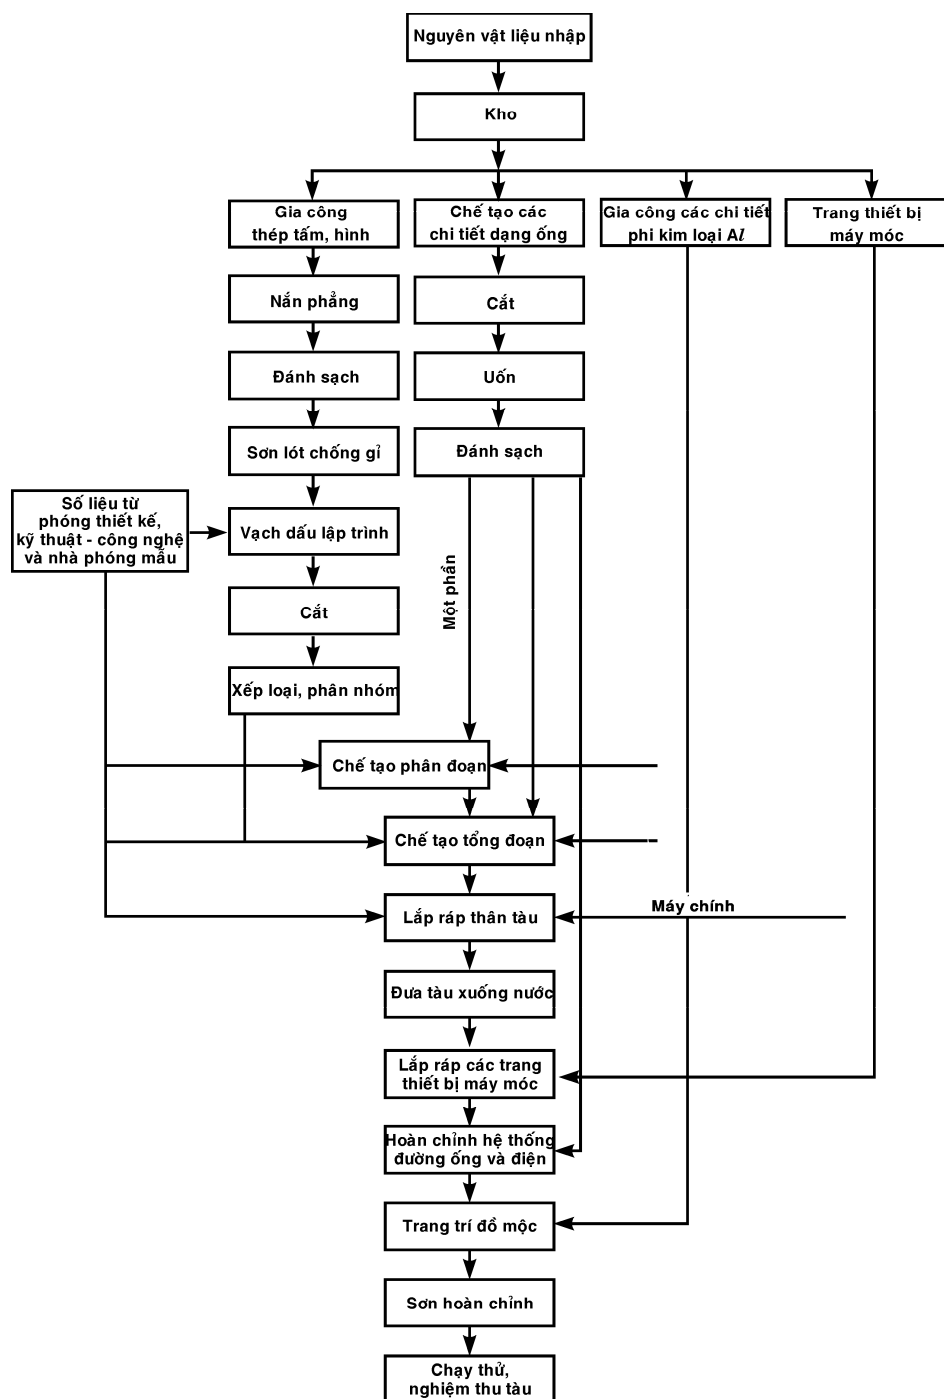 Nguyên vật liệu nhập
Kho
Gia công
thép tấm, hình
Chế tạo các
chi tiết dạng ống
Gia công các chi tiết
phi kim loại Al
Trang thiết bị
máy móc
Nắn phẳng
Cắt
Đánh sạch
Uốn
Sơn lót chống gỉ
Đánh sạch
Số liệu từ
phóng thiết kế,
kỹ thuật - công nghệ
và nhà phóng mẫu
Vạch dấu lập trình
Một phần
Cắt
Xếp loại, phân nhóm
Chế tạo phân đoạn
Chế tạo tổng đoạn
Máy chính
Lắp ráp thân tàu
Đưa tàu xuống nước
Lắp ráp các trang
thiết bị máy móc
Hoàn chỉnh hệ thống
đường ống và điện
Trang trí đồ mộc
Sơn hoàn chỉnh
Chạy thử,
nghiệm thu tàu